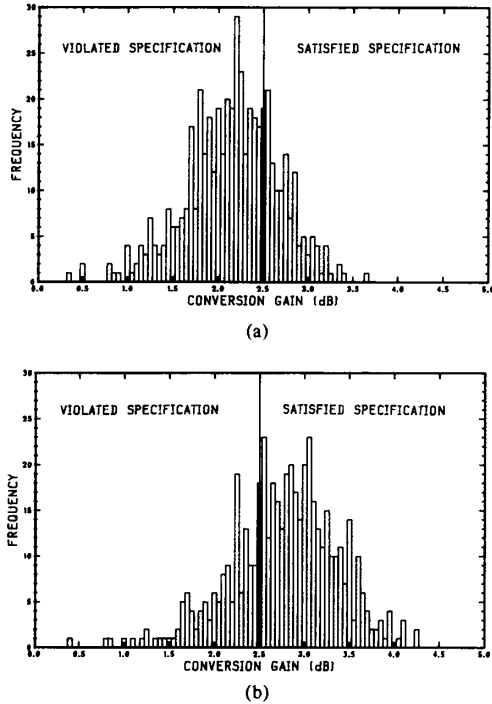 30
25
20
15
10
5
0
FREQUENCY
VIOLATED SPECIFICATION
SATISFIED SPECIFICATION
0.0 0.5 1.0 1.5 2.0 2.5 3.0 3.5 4.0 4.5 5.0
CONVERSION GAIN (dB)
(a)
30
25
20
15
10
5
0
FREQUENCY
VIOLATED SPECIFICATION
SATISFIED SPECIFICATION
0.0 0.5 1.0 1.5 2.0 2.5 3.0 3.5 4.0 4.5 5.0
CONVERSION GAIN (dB)
(b)